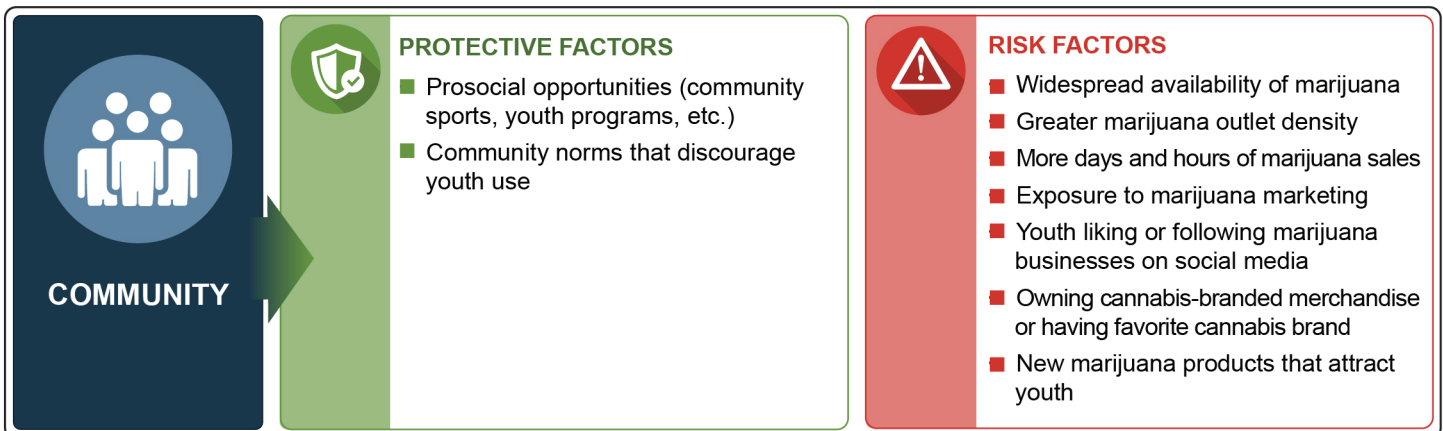 COMMUNITY
PROTECTIVE FACTORS
Prosocial opportunities (community
sports, youth programs, etc.)
Community norms that discourage
youth use
RISK FACTORS
Widespread availability of marijuana
Greater marijuana outlet density
More days and hours of marijuana sales
Exposure to marijuana marketing
Youth liking or following marijuana
businesses on social media
Owning cannabis-branded merchandise
or having favorite cannabis brand
New marijuana products that attract
youth